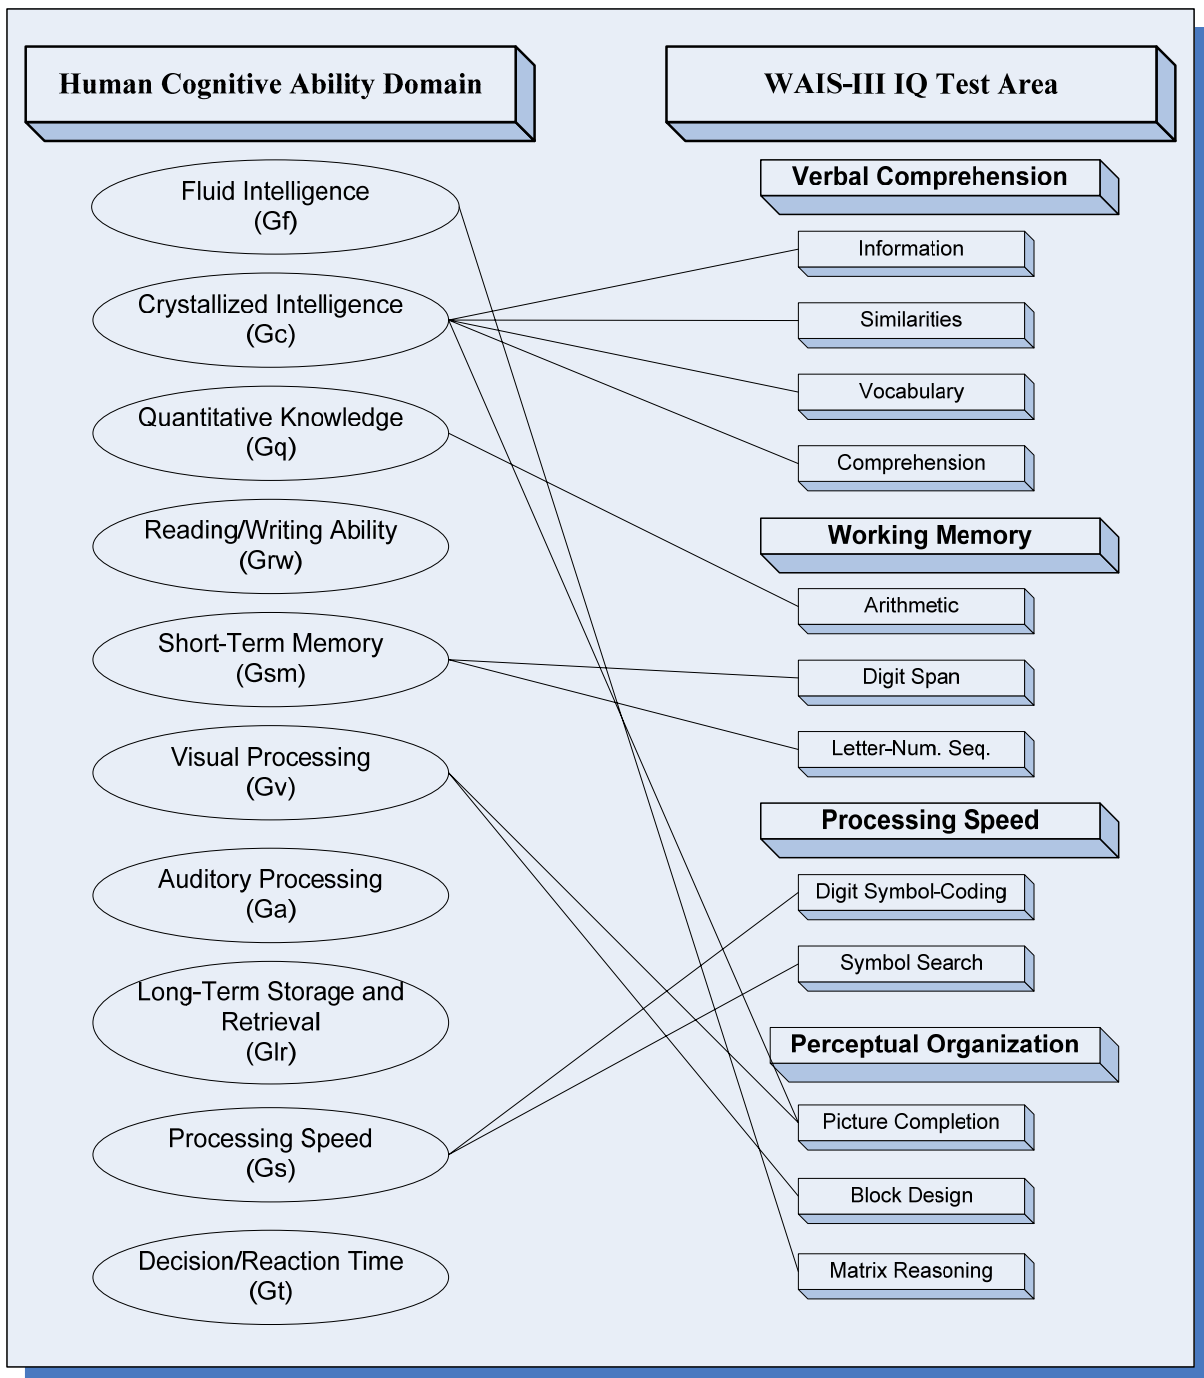 Human Cognitive Ability Domain
Fluid Intelligence
(Gf)
Crystallized Intelligence
(Gc)
Quantitative Knowledge
(Gq)
Reading/Writing Ability
(Grw)
Short-Term Memory
(Gsm)
Visual Processing
(Gv)
Auditory Processing
(Ga)
Long-Term Storage and
Retrieval
(Glr)
Processing Speed
(Gs)
Decision/Reaction Time
(Gt)
WAIS-III IQ Test Area
Verbal Comprehension
Information
Similarities
Vocabulary
Comprehension
Working Memory
Arithmetic
Digit Span
Letter-Num. Seq.
Processing Speed
Digit Symbol-Coding
Symbol Search
Perceptual Organization
Picture Completion
Block Design
Matrix Reasoning